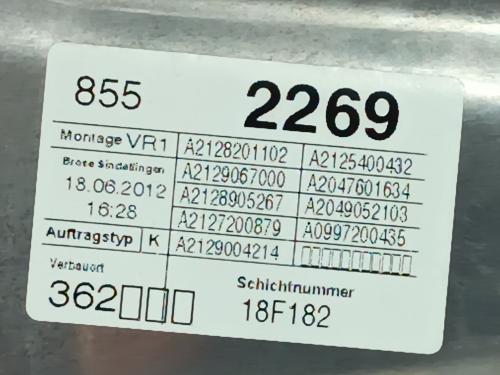 855 2269
Montage VR1 A2128201102 A2125400432
Brose Sindelfingen A2129067000 A2047601634
18.06.2012 A2128905267 A2049052103
16:28 A2127200879 A0997200435
Auftragstyp K A2129004214 □□□□□□□□□□
Verbauort Schichtnummer
362□□□ 18F182